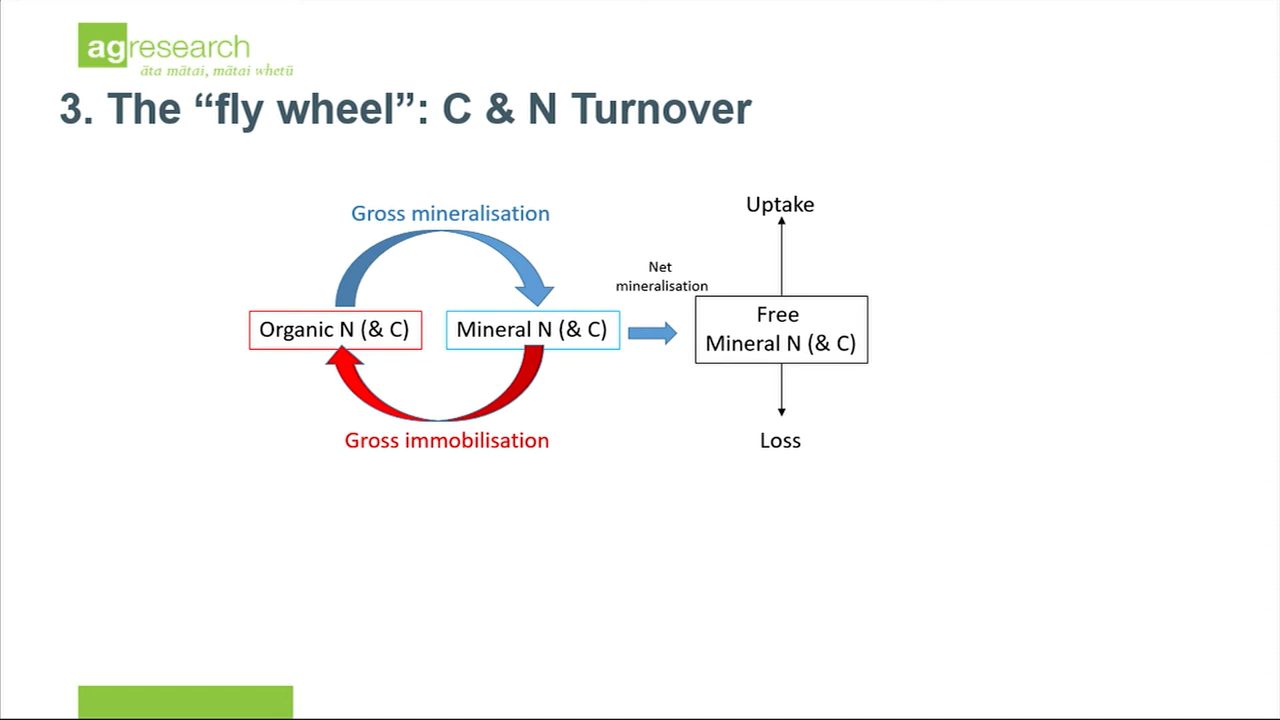 agresearch
āta mātai, mātai whetū
3. The “fly wheel”: C & N Turnover
Gross mineralisation
Organic N (& C)
Mineral N (& C)
Gross immobilisation
Net
mineralisation
Uptake
Free
Mineral N (& C)
Loss